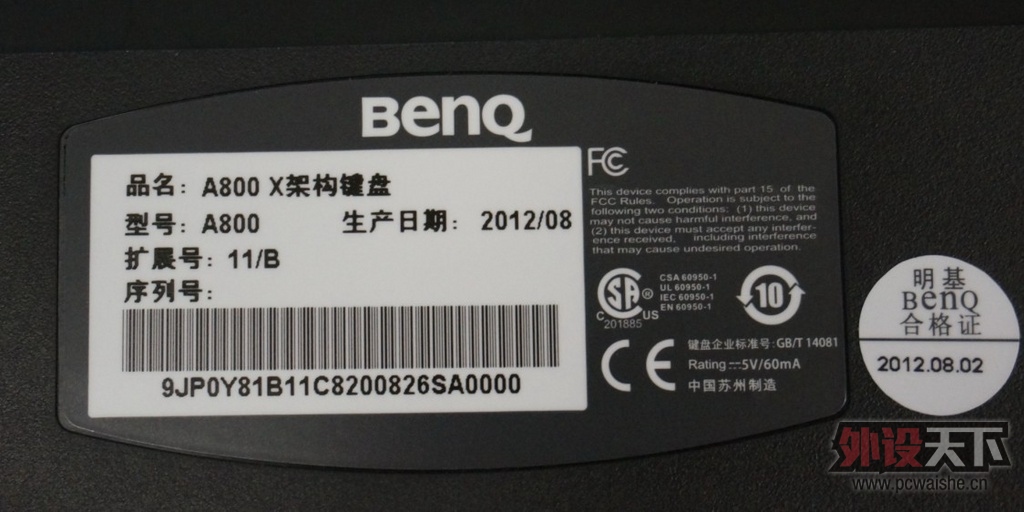 BenQ
品名：A800 X架构键盘
型号：A800 生产日期：2012/08
扩展号：11/B
序列号：
9JP0Y81B11C8200826SA0000
FC
This device complies with part 15 of the
FCC Rules. Operation is subject to the
following two conditions: (1) this device
may not cause harmful interference, and
(2) this device must accept any interfer-
ence received, including interference
that may cause undesired operation.
SA®
C US
201885
CSA 60950-1
UL 60950-1
IEC 60950-1
EN 60950-1
10
CE
键盘企业标准号：GB/T 14081
Rating⎓5V/60mA
中国苏州制造
明基
BenQ
合格证
2012.08.02
外设天下
www.pcwaishe.cn